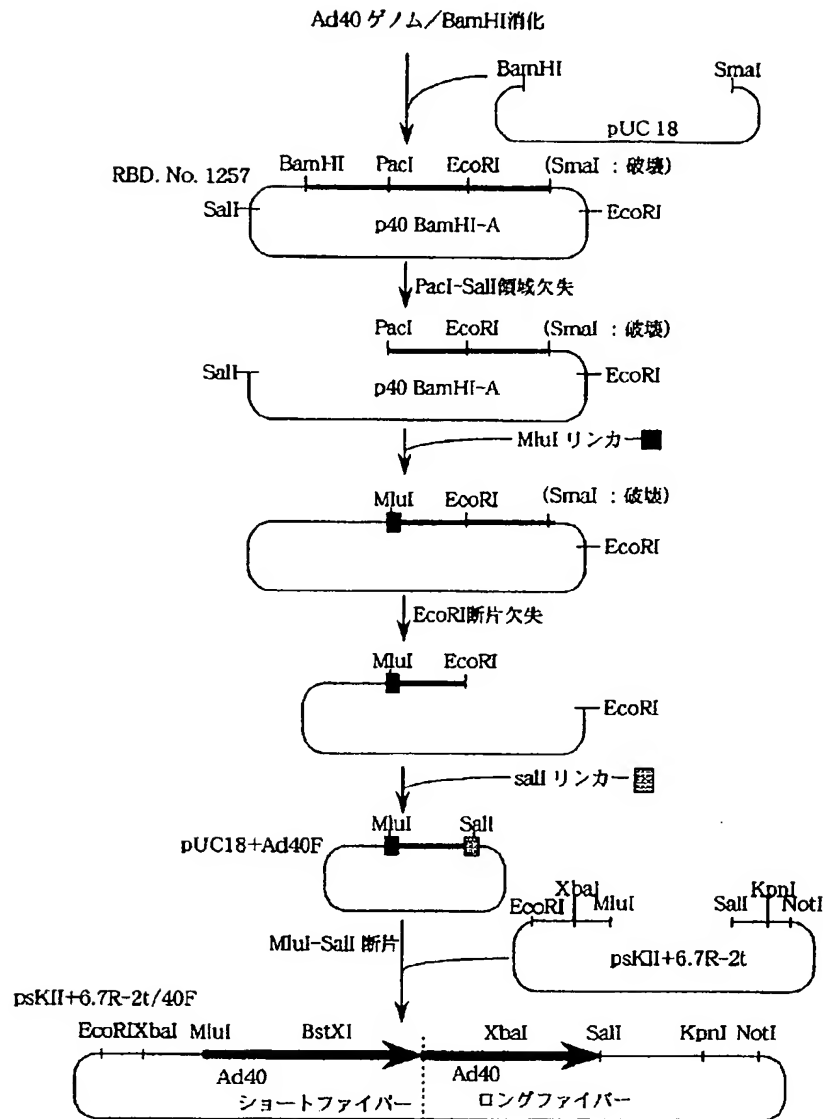 Ad40 ゲノム/BamHI消化
BamHI
SmaI
pUC 18
RBD. No. 1257
BamHI PacI EcoRI (SmaI : 破壊)
SalI
EcoRI
p40 BamHI-A
PacI-SalI領域欠失
PacI EcoRI (SmaI : 破壊)
SalI
EcoRI
p40 BamHI-A
MluI リンカー
MluI EcoRI (SmaI : 破壊)
EcoRI
EcoRI断片欠失
MluI EcoRI
EcoRI
salI リンカー
pUC18+Ad40F
MluI SalI
MluI-SalI 断片
EcoRI XbaI MluI SalI KpnI NotI
psKII+6.7R-2t
psKII+6.7R-2t/40F
EcoRIXbaI MluI BstXI XbaI SalI KpnI NotI
Ad40 Ad40
ショートファイバー ロングファイバー